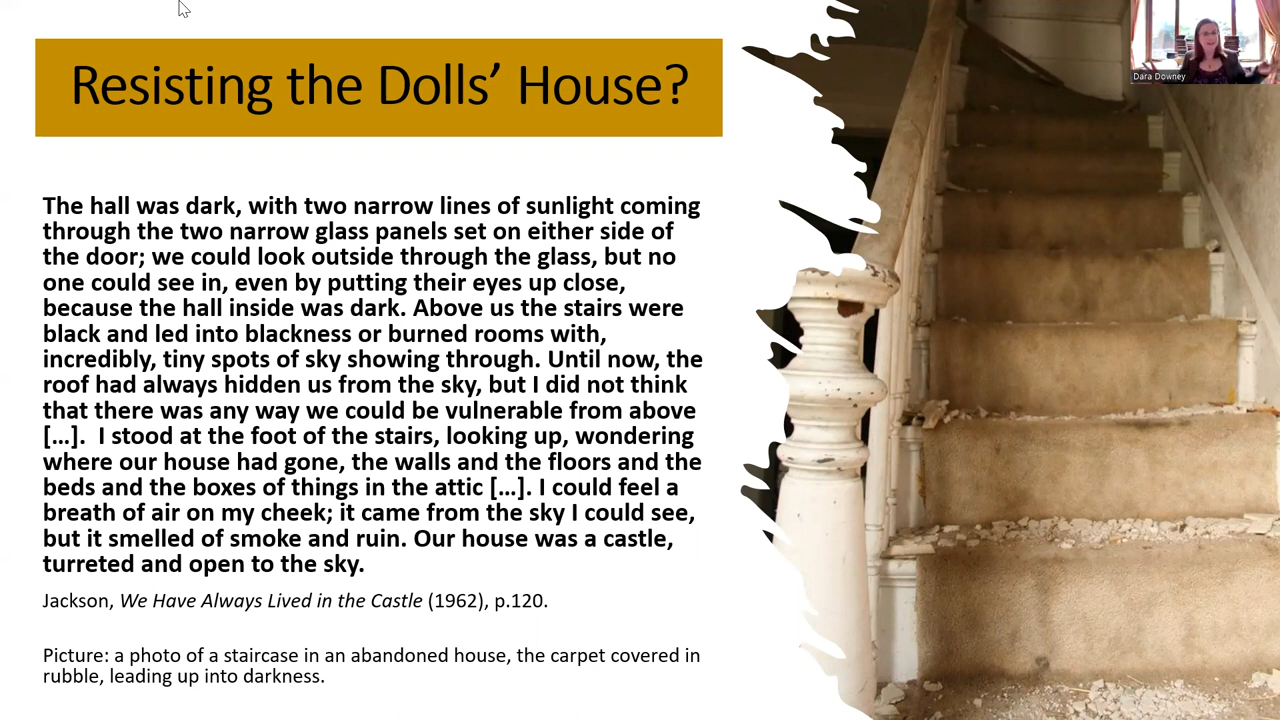 Resisting the Dolls’ House?
Dara Downey
The hall was dark, with two narrow lines of sunlight coming
through the two narrow glass panels set on either side of
the door; we could look outside through the glass, but no
one could see in, even by putting their eyes up close,
because the hall inside was dark. Above us the stairs were
black and led into blackness or burned rooms with,
incredibly, tiny spots of sky showing through. Until now, the
roof had always hidden us from the sky, but I did not think
that there was any way we could be vulnerable from above
[…].  I stood at the foot of the stairs, looking up, wondering
where our house had gone, the walls and the floors and the
beds and the boxes of things in the attic […]. I could feel a
breath of air on my cheek; it came from the sky I could see,
but it smelled of smoke and ruin. Our house was a castle,
turreted and open to the sky.
Jackson, We Have Always Lived in the Castle (1962), p.120.
Picture: a photo of a staircase in an abandoned house, the carpet covered in
rubble, leading up into darkness.